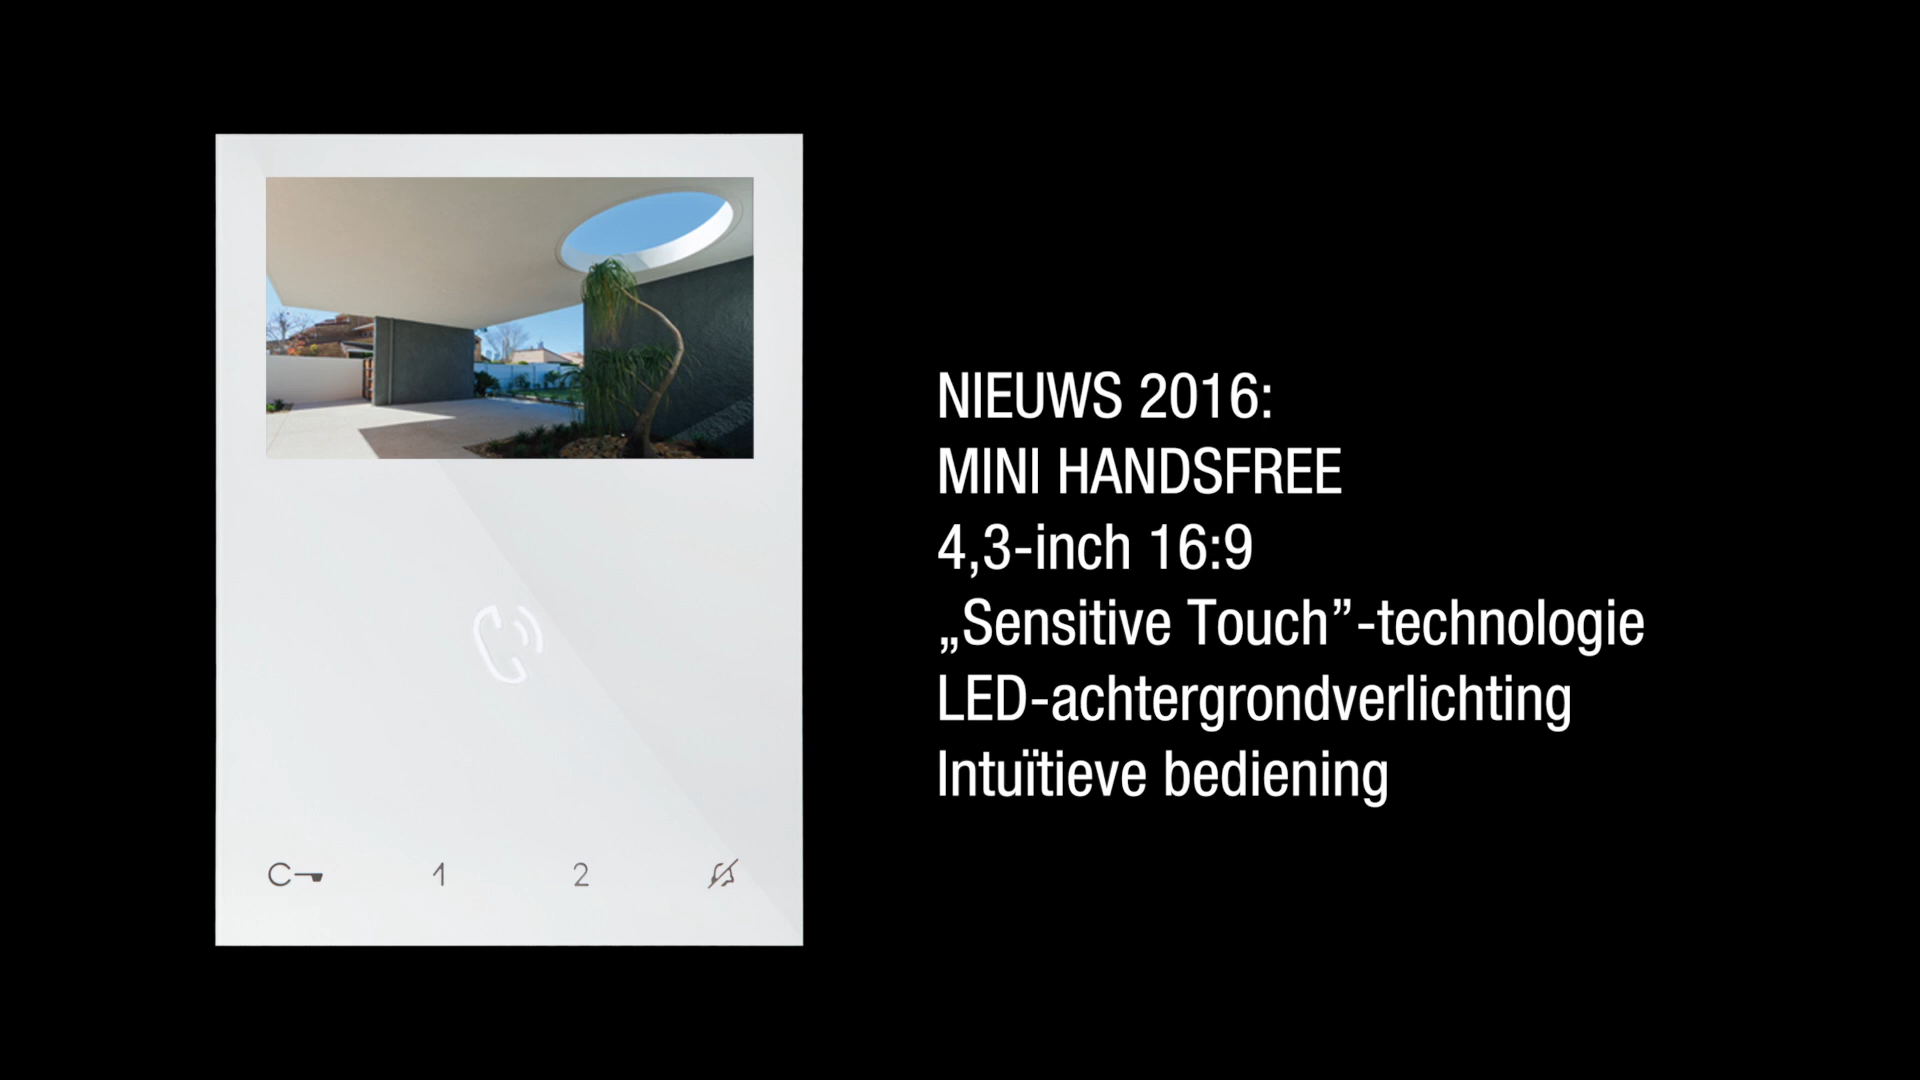 NIEUWS 2016:
MINI HANDSFREE
4,3-inch 16:9
„Sensitive Touch”-technologie
LED-achtergrondverlichting
Intuïtieve bediening
1 2